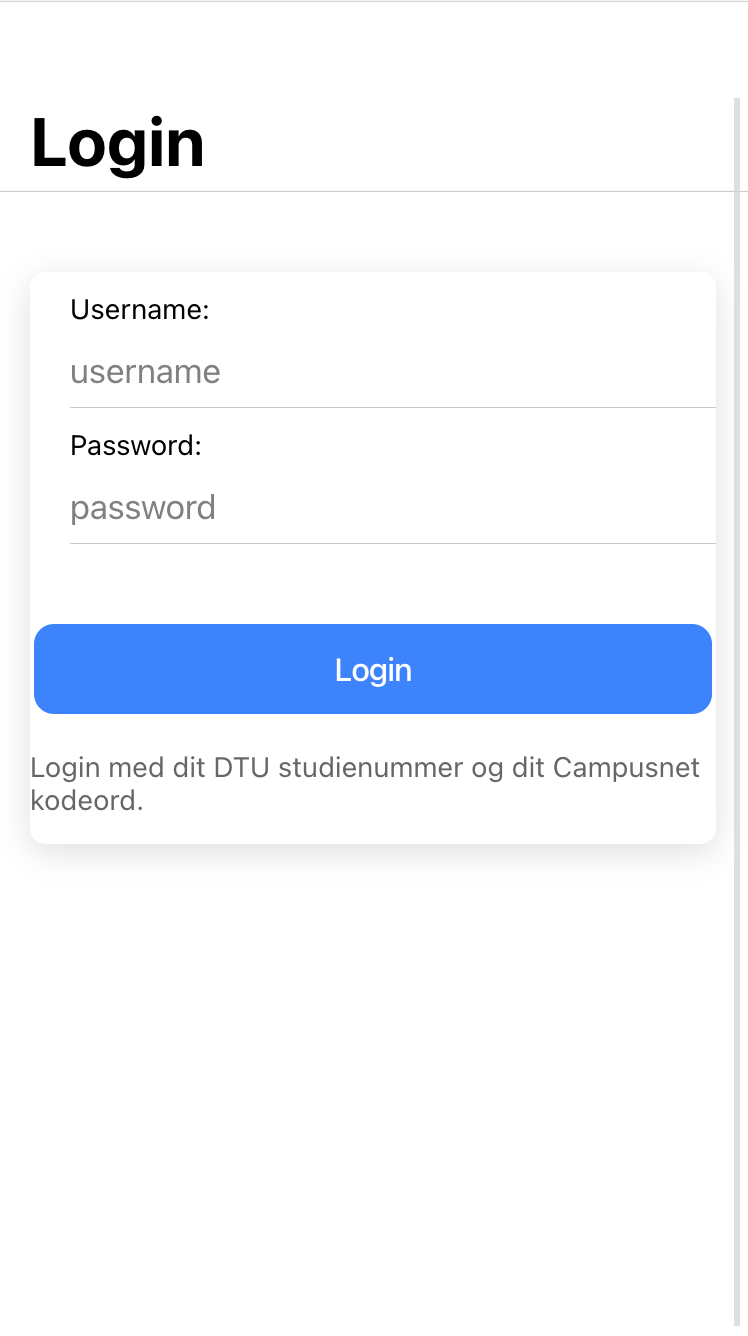 Login
Username:
username
Password:
password
Login
Login med dit DTU studienummer og dit Campusnet
kodeord.